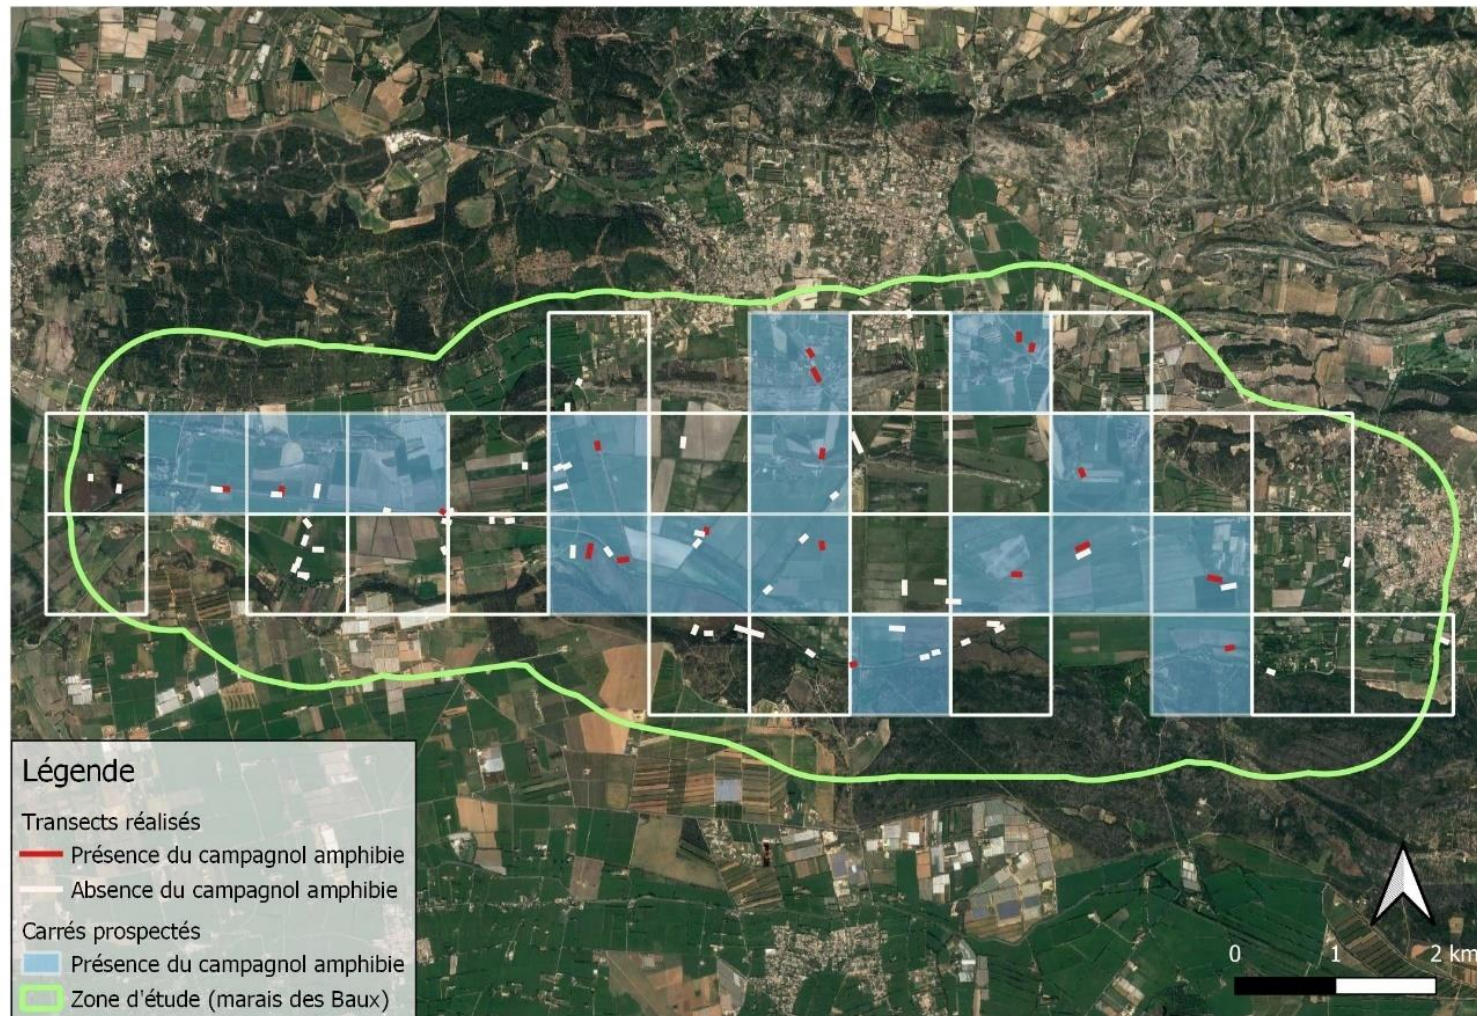 Légende
Transects réalisés
Présence du campagnol amphibie
Absence du campagnol amphibie
Carrés prospectés
Présence du campagnol amphibie
Zone d'étude (marais des Baux)
0 1 2 km